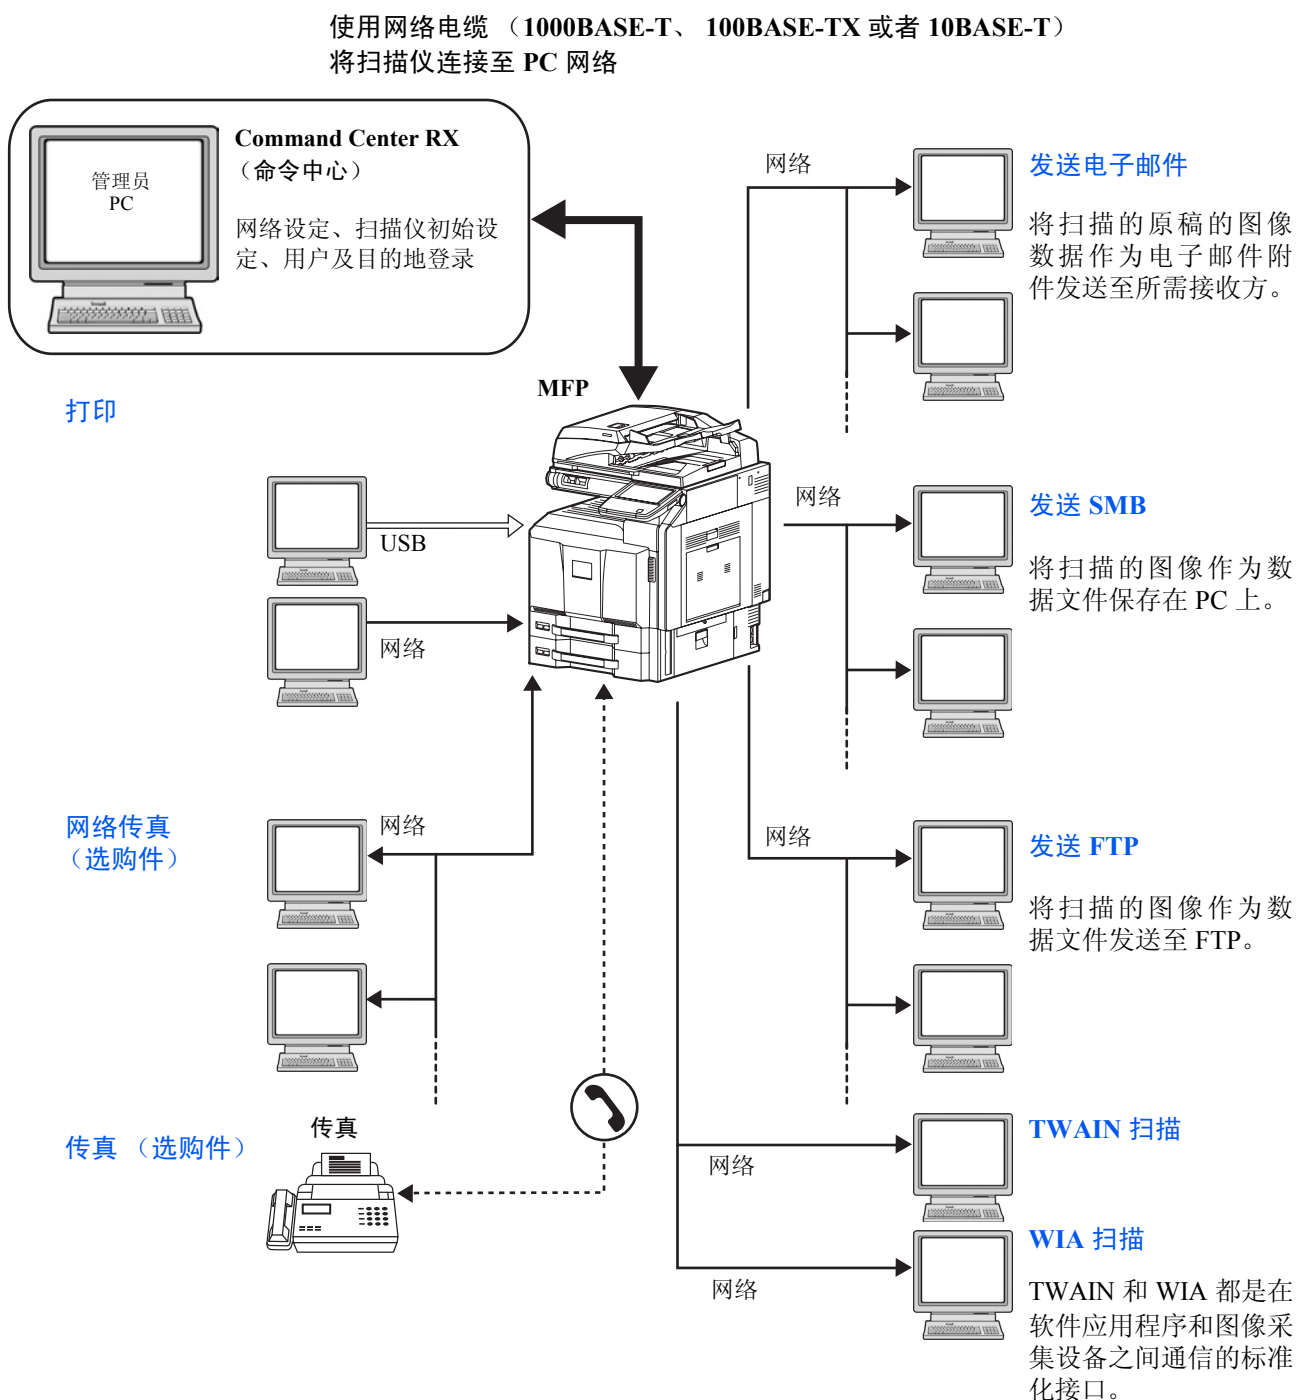 使用网络电缆 （1000BASE-T、 100BASE-TX 或者 10BASE-T）
将扫描仪连接至 PC 网络
管理员
PC
Command Center RX
（命令中心）
网络设定、扫描仪初始设
定、用户及目的地登录
网络
发送电子邮件
将扫描的原稿的图像
数据作为电子邮件附
件发送至所需接收方。
MFP
打印
USB
网络
网络
发送 SMB
将扫描的图像作为数
据文件保存在 PC 上。
网络传真
（选购件）
网络
网络
发送 FTP
将扫描的图像作为数
据文件发送至 FTP。
传真 （选购件）
传真
网络
TWAIN 扫描
网络
WIA 扫描
TWAIN 和 WIA 都是在
软件应用程序和图像采
集设备之间通信的标准
化接口。